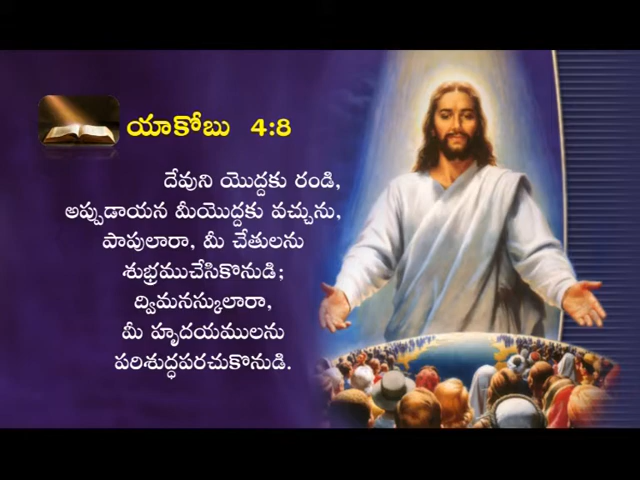 యాకోబు 4:8
దేవుని యొద్దకు రండి,
అప్పుడాయన మీయొద్దకు వచ్చును,
పాపులారా, మీ చేతులను
శుభ్రముచేసికొనుడి;
ద్విమనస్కులారా,
మీ హృదయములను
పరిశుద్ధపరచుకొనుడి.